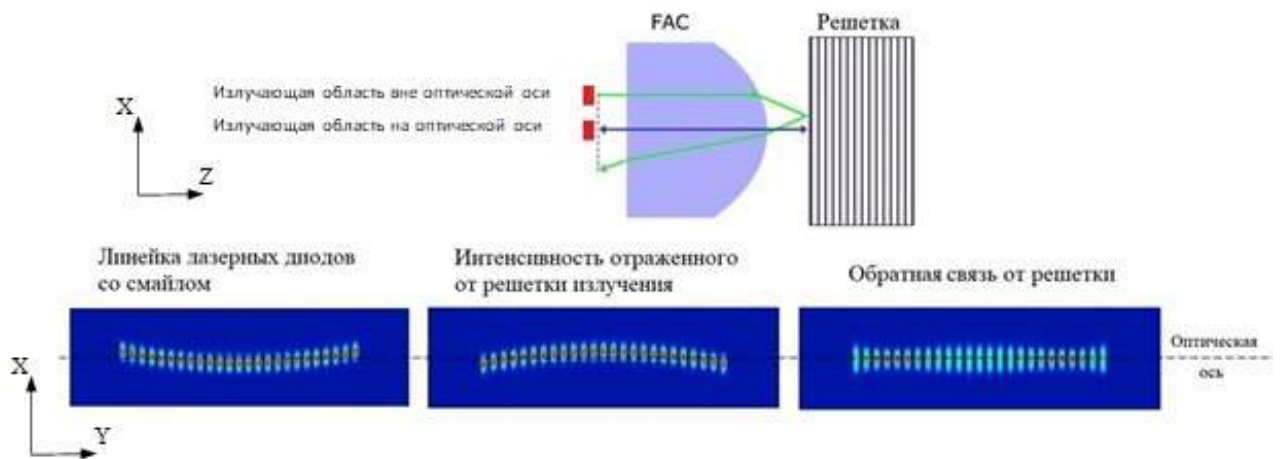 FAC
Решетка
Излучающая область вне оптической оси
Излучающая область на оптической оси
X
Z
Линейка лазерных диодов
со смайлом
Интенсивность отраженного
от решетки излучения
Обратная связь от решетки
Оптическая
ось
X
Y